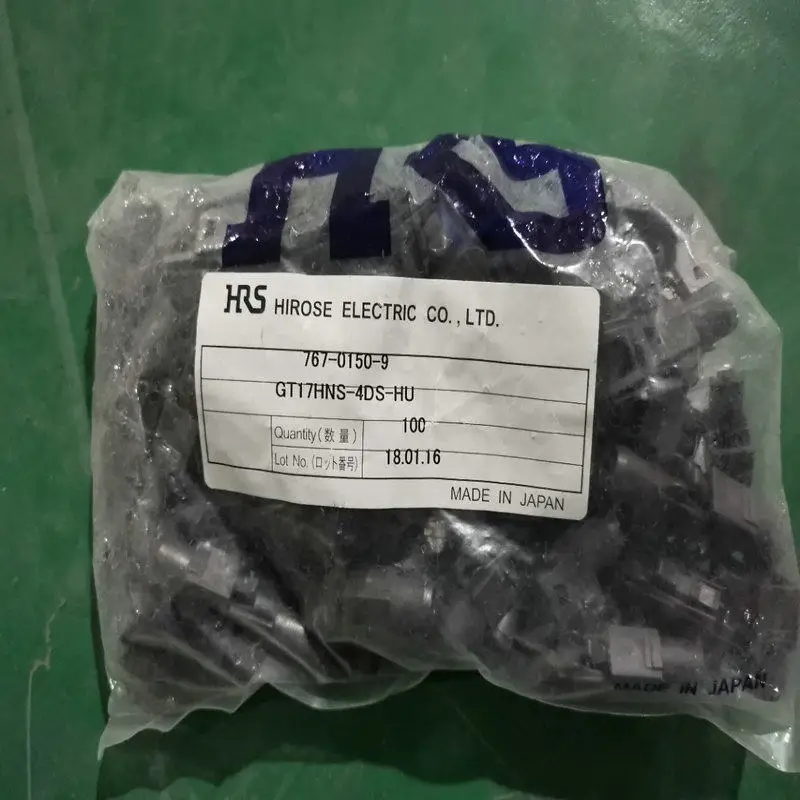 HRS HIROSE ELECTRIC CO.,LTD.
767-0150-9
GT17HNS-4DS-HU
Quantity(数量) 100
Lot No.(ロット番号) 18.01.16
MADE IN JAPAN
MADE IN JAPAN